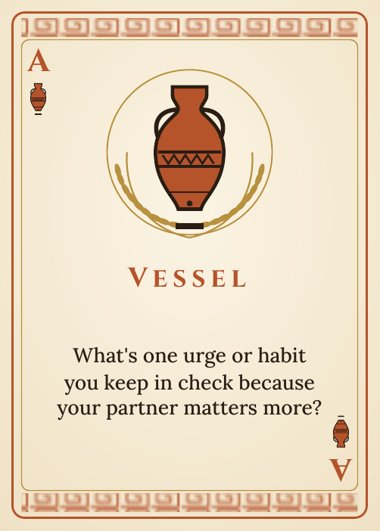 A
VESSEL
What's one urge or habit
you keep in check because
your partner matters more?
A